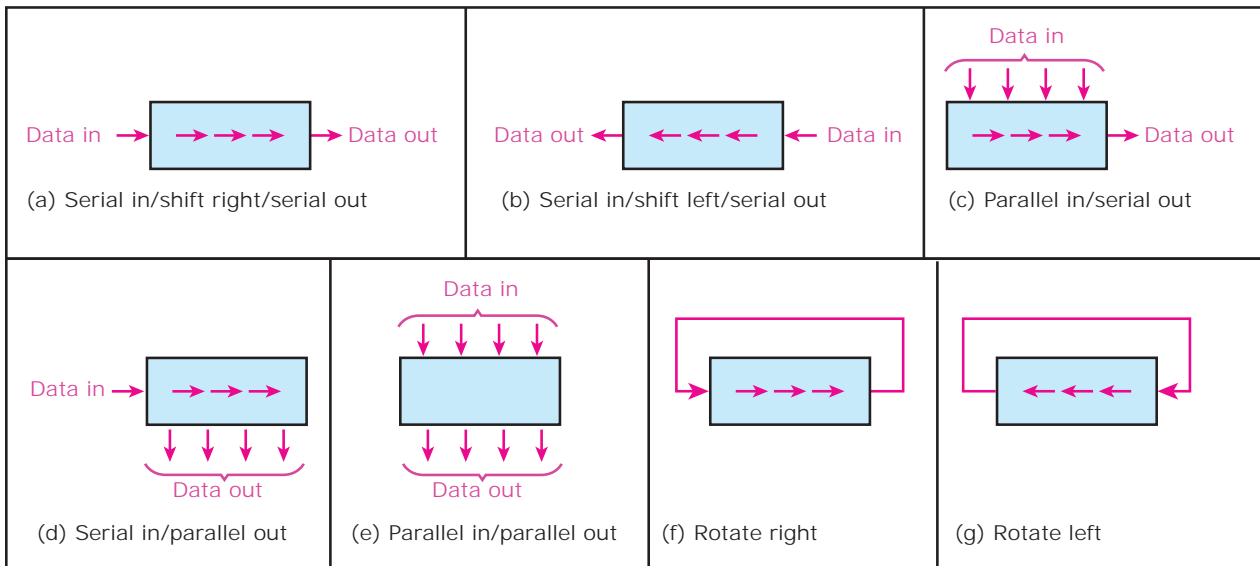 Data in
Data out
(a) Serial in/shift right/serial out
Data out
Data in
(b) Serial in/shift left/serial out
Data in
Data out
(c) Parallel in/serial out
Data in
Data out
(d) Serial in/parallel out
Data in
Data out
(e) Parallel in/parallel out
(f) Rotate right
(g) Rotate left